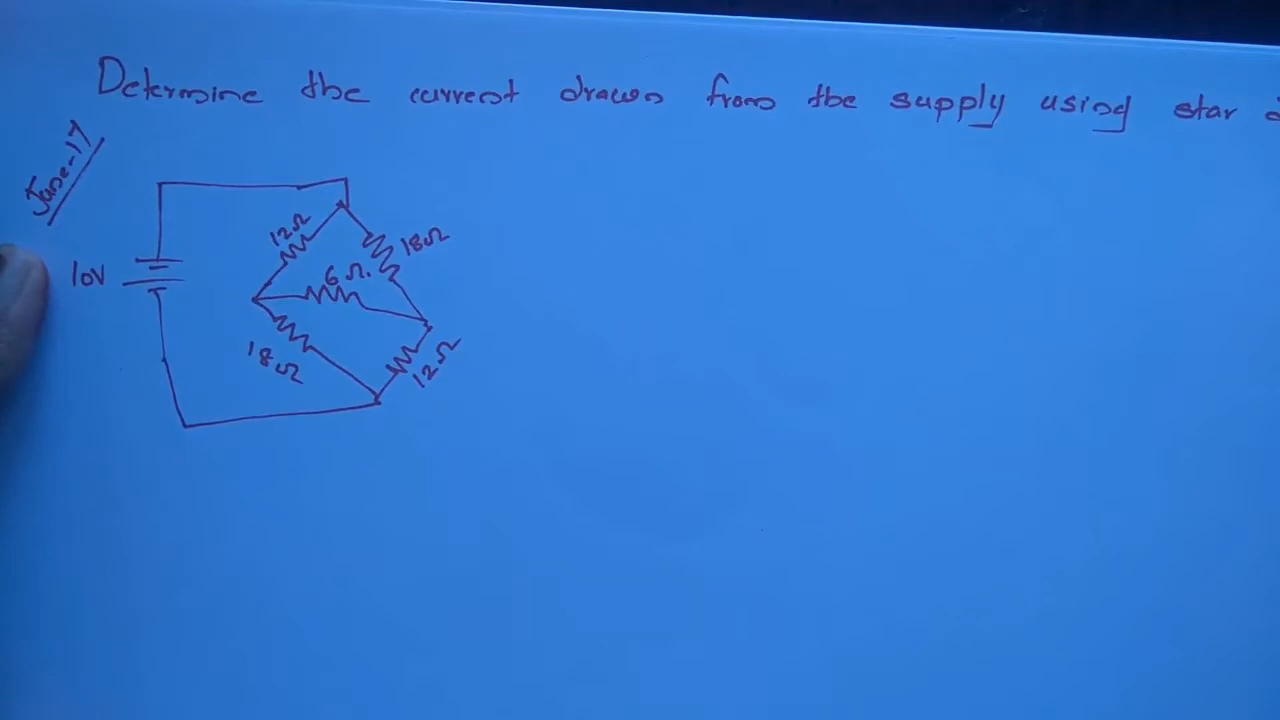 Determine the current drawn from the supply using star
June-17
12Ω
18Ω
6Ω.
10V
18Ω
12Ω